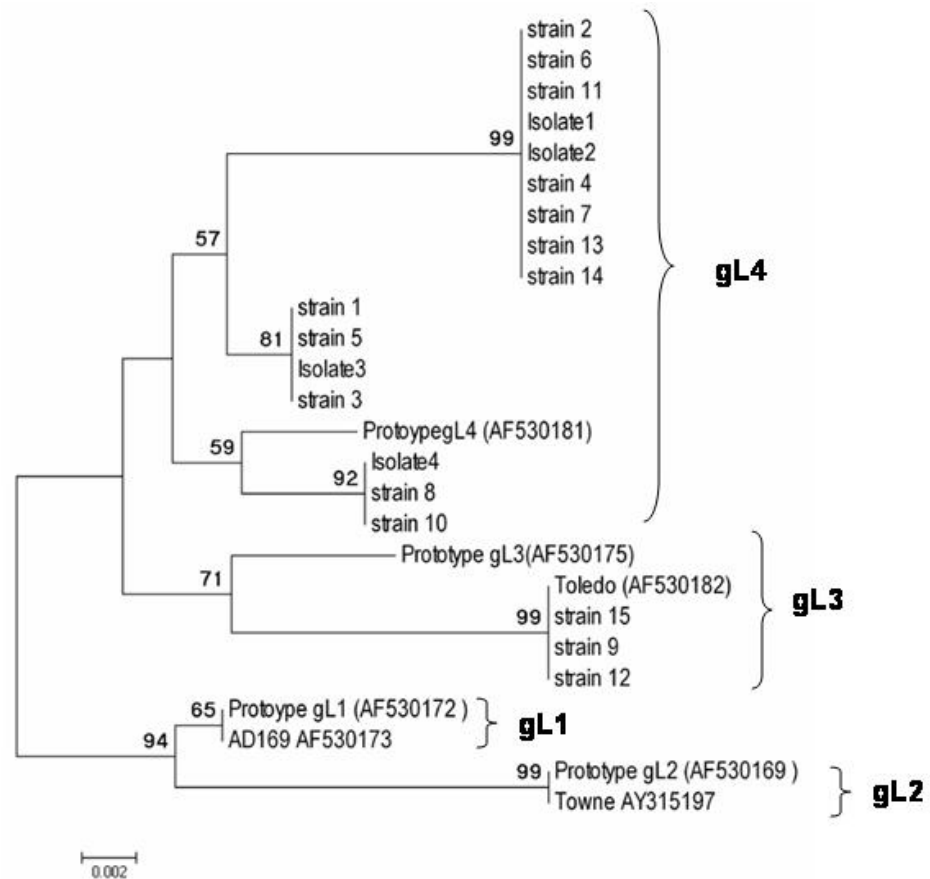 strain 2
strain 6
strain 11
Isolate1
99
Isolate2
strain 4
strain 7
57
strain 13
strain 14
gL4
strain 1
81
strain 5
Isolate3
strain 3
ProtoypegL4 (AF530181)
59
Isolate4
92
strain 8
strain 10
Prototype gL3(AF530175)
71
Toledo (AF530182)
gL3
99
strain 15
strain 9
strain 12
65
Protoype gL1 (AF530172 )
gL1
94
AD169 AF530173
99
Prototype gL2 (AF530169 )
gL2
Towne AY315197
0.002